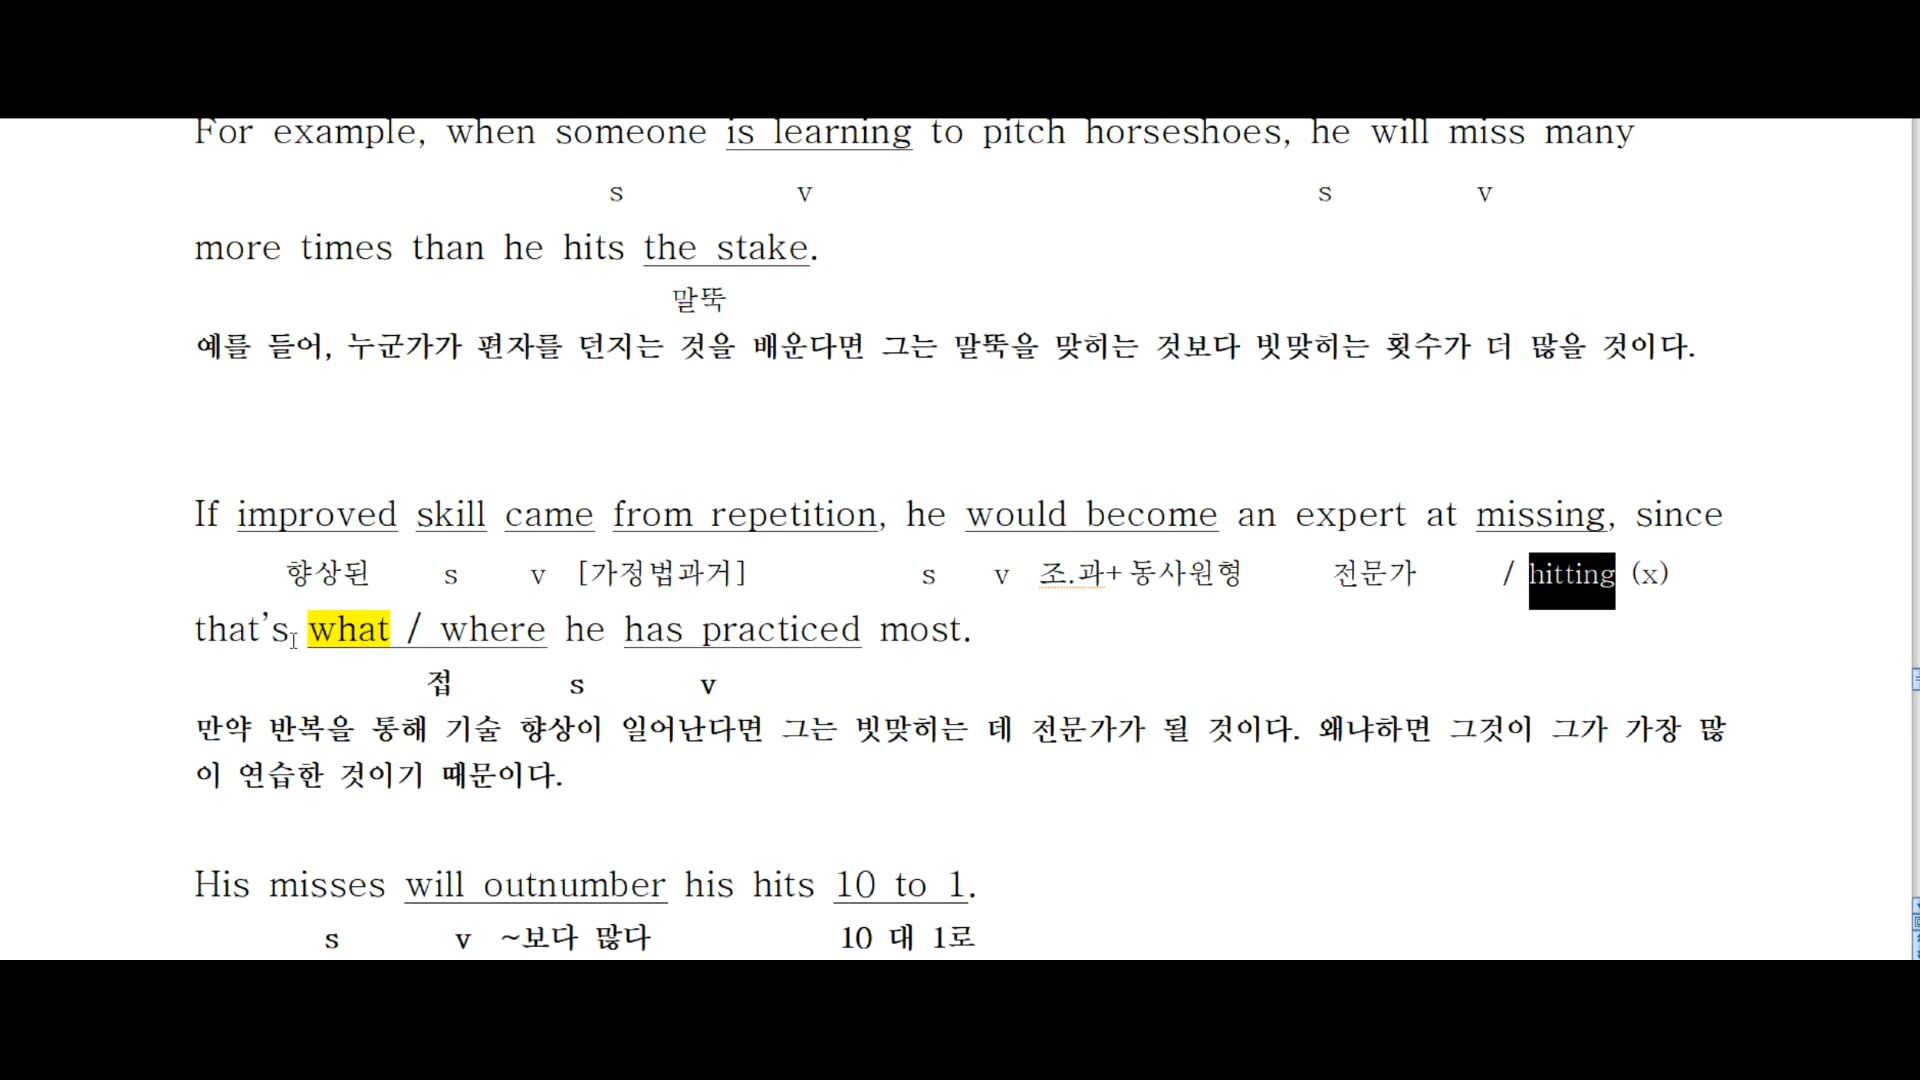 For example, when someone is learning to pitch horseshoes, he will miss many
s v s v
more times than he hits the stake.
말뚝
예를 들어, 누군가가 편자를 던지는 것을 배운다면 그는 말뚝을 맞히는 것보다 빗맞히는 횟수가 더 많을 것이다.
If improved skill came from repetition, he would become an expert at missing, since
향상된 s v [가정법과거] s v 조.과+동사원형 전문가 / hitting (x)
that's what / where he has practiced most.
접 s v
만약 반복을 통해 기술 향상이 일어난다면 그는 빗맞히는 데 전문가가 될 것이다. 왜냐하면 그것이 그가 가장 많
이 연습한 것이기 때문이다.
His misses will outnumber his hits 10 to 1.
s v ~보다 많다 10 대 1로